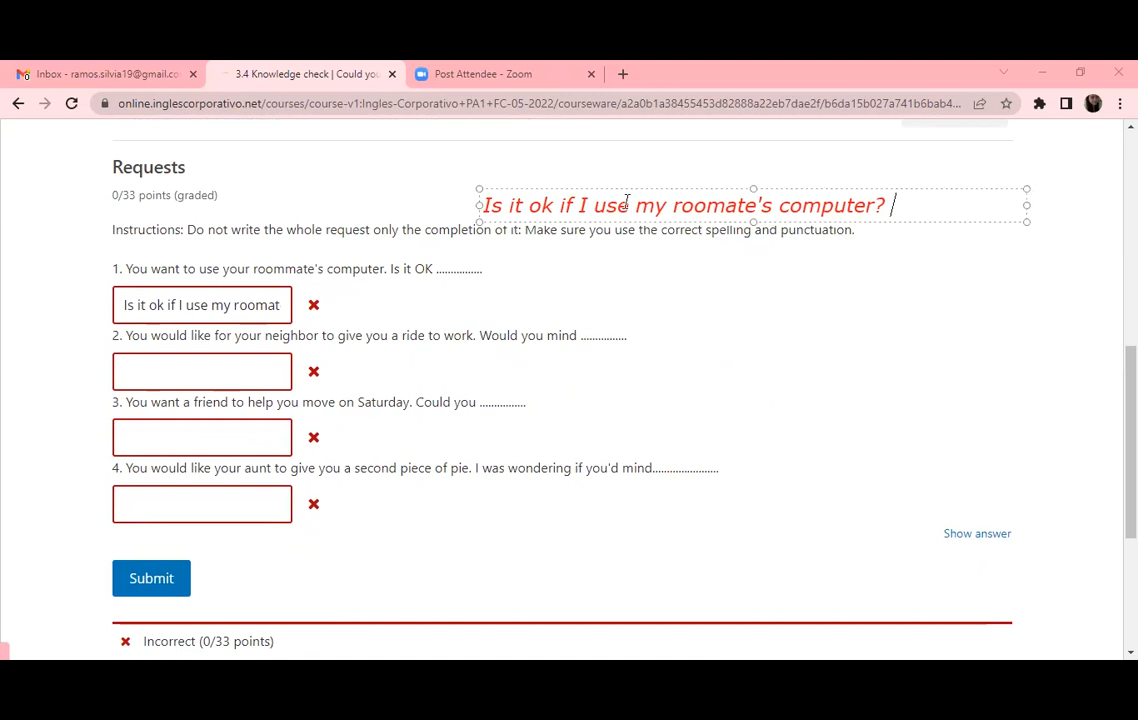 Inbox - ramos.silvia19@gmail.co
3.4 Knowledge check | Could you
Post Attendee - Zoom
online.inglescorporativo.net/courses/course-v1:Ingles-Corporativo+PA1+FC-05-2022/courseware/a2a0b1a38455453d82888a22eb7dae2f/b6da15b027a741b6bab4...
Requests
0/33 points (graded)
Is it ok if I use my roomate's computer?
Instructions: Do not write the whole request only the completion of it: Make sure you use the correct spelling and punctuation.
1. You want to use your roommate's computer. Is it OK ................
Is it ok if I use my roomat
2. You would like for your neighbor to give you a ride to work. Would you mind ................
3. You want a friend to help you move on Saturday. Could you ................
4. You would like your aunt to give you a second piece of pie. I was wondering if you'd mind.......................
Show answer
Submit
Incorrect (0/33 points)